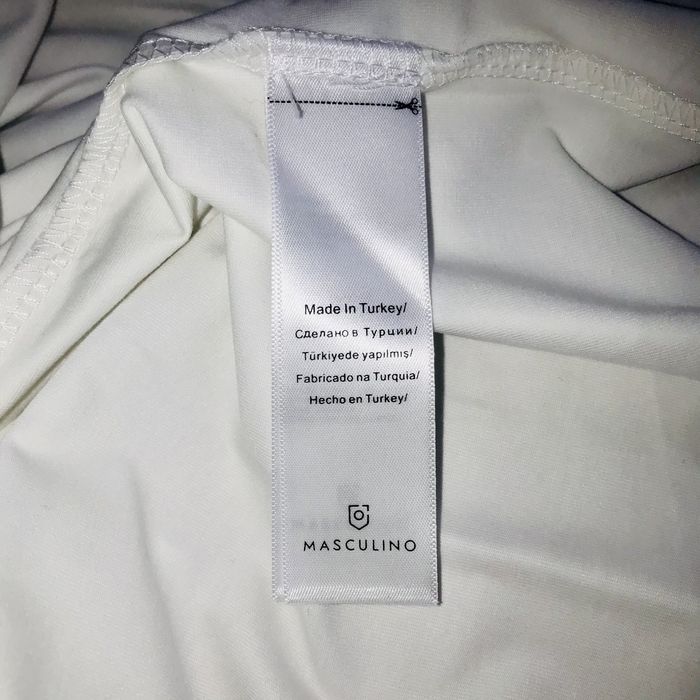 Made In Turkey/
Сделано в Турции/
Türkiyede yapılmış/
Fabricado na Turquia/
Hecho en Turkey/
MASCULINO